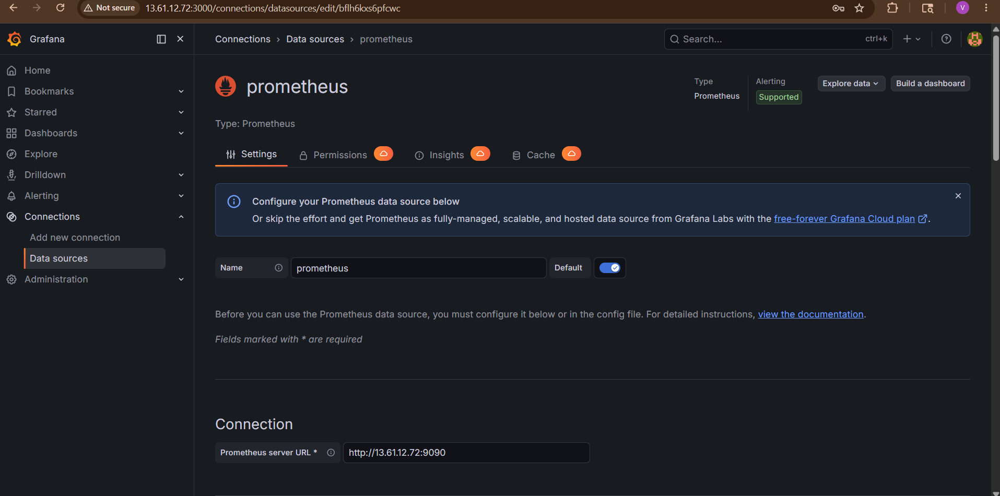 Not secure 13.61.12.72:3000/connections/datasources/edit/bflh6kxs6pfcwc
V
Grafana
Connections › Data sources › prometheus
Search... ctrl+k
Home
Bookmarks
Starred
Dashboards
Explore
Drilldown
Alerting
Connections
Add new connection
Data sources
Administration
prometheus
Type
Prometheus
Alerting
Supported
Explore data
Build a dashboard
Type: Prometheus
Settings Permissions Insights Cache
Configure your Prometheus data source below
Or skip the effort and get Prometheus as fully-managed, scalable, and hosted data source from Grafana Labs with the free-forever Grafana Cloud plan .
Name prometheus Default
Before you can use the Prometheus data source, you must configure it below or in the config file. For detailed instructions, view the documentation.
Fields marked with * are required
Connection
Prometheus server URL * http://13.61.12.72:9090